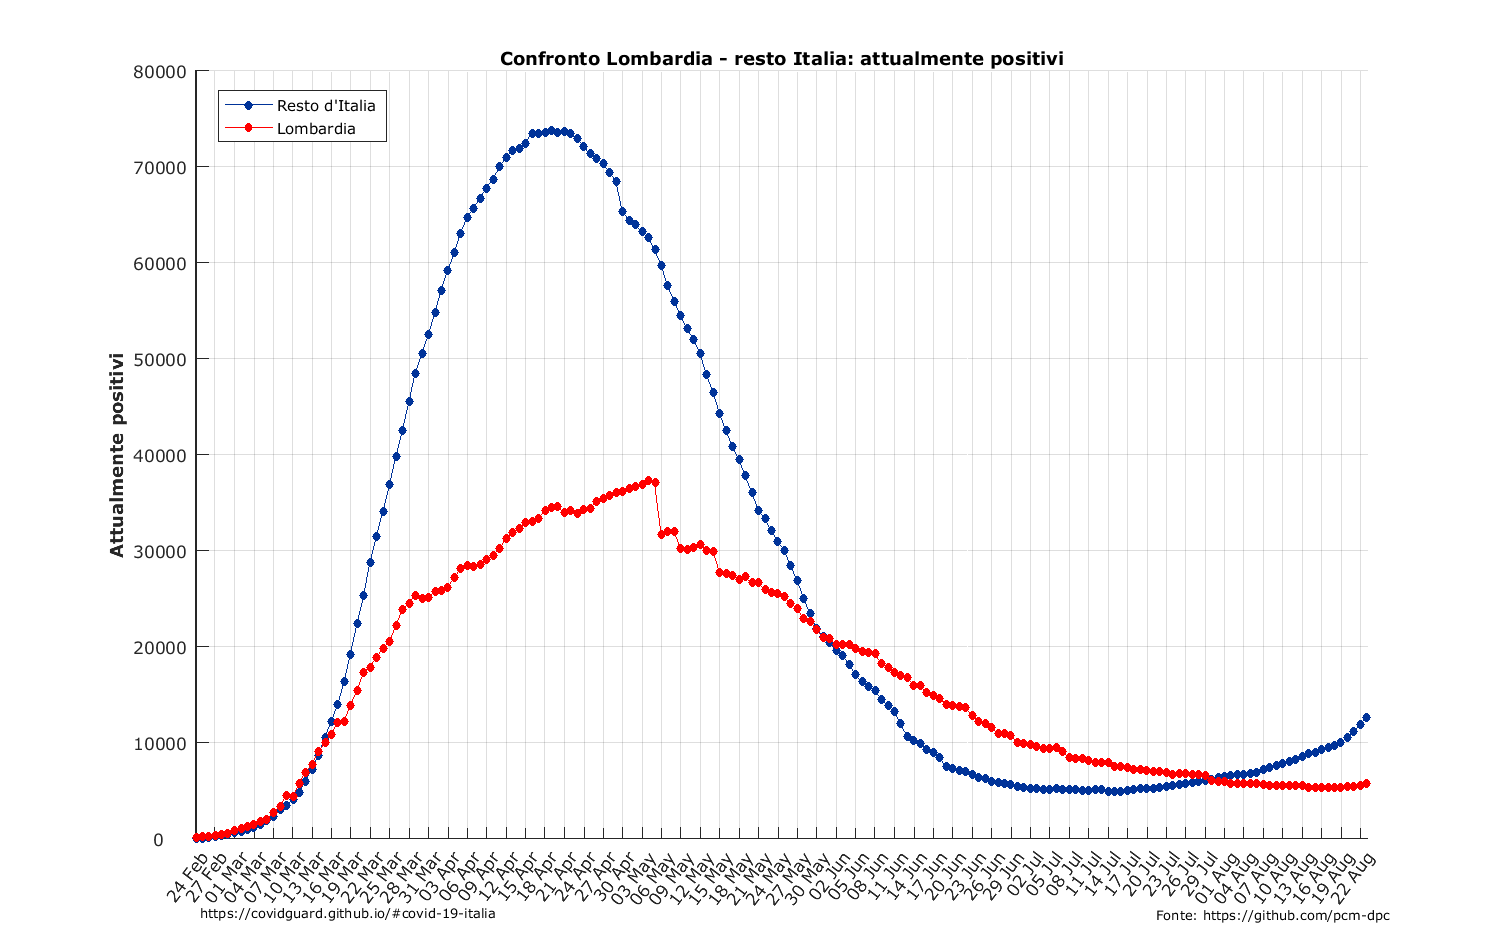 Confronto Lombardia - resto Italia: attualmente positivi
80000
70000
60000
50000
40000
30000
20000
10000
0
Attualmente positivi
Resto d'Italia
Lombardia
24 Feb
27 Feb
01 Mar
04 Mar
07 Mar
10 Mar
13 Mar
16 Mar
19 Mar
22 Mar
25 Mar
28 Mar
31 Mar
03 Apr
06 Apr
09 Apr
12 Apr
15 Apr
18 Apr
21 Apr
24 Apr
27 Apr
30 Apr
03 May
06 May
09 May
12 May
15 May
18 May
21 May
24 May
27 May
30 May
02 Jun
05 Jun
08 Jun
11 Jun
14 Jun
17 Jun
20 Jun
23 Jun
26 Jun
29 Jun
02 Jul
05 Jul
08 Jul
11 Jul
14 Jul
17 Jul
20 Jul
23 Jul
26 Jul
29 Jul
01 Aug
04 Aug
07 Aug
10 Aug
13 Aug
16 Aug
19 Aug
22 Aug
https://covidguard.github.io/#covid-19-italia
Fonte: https://github.com/pcm-dpc